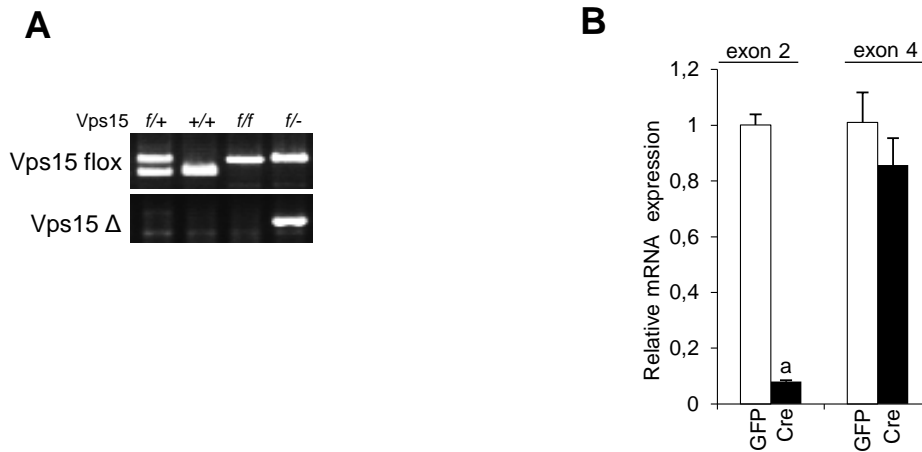 A
Vps15 f/+ +/+ f/f f/-
Vps15 flox
Vps15 Δ
B
exon 2 exon 4
Relative mRNA expression
1,2
1
0,8
0,6
0,4
0,2
0
a
GFP Cre GFP Cre